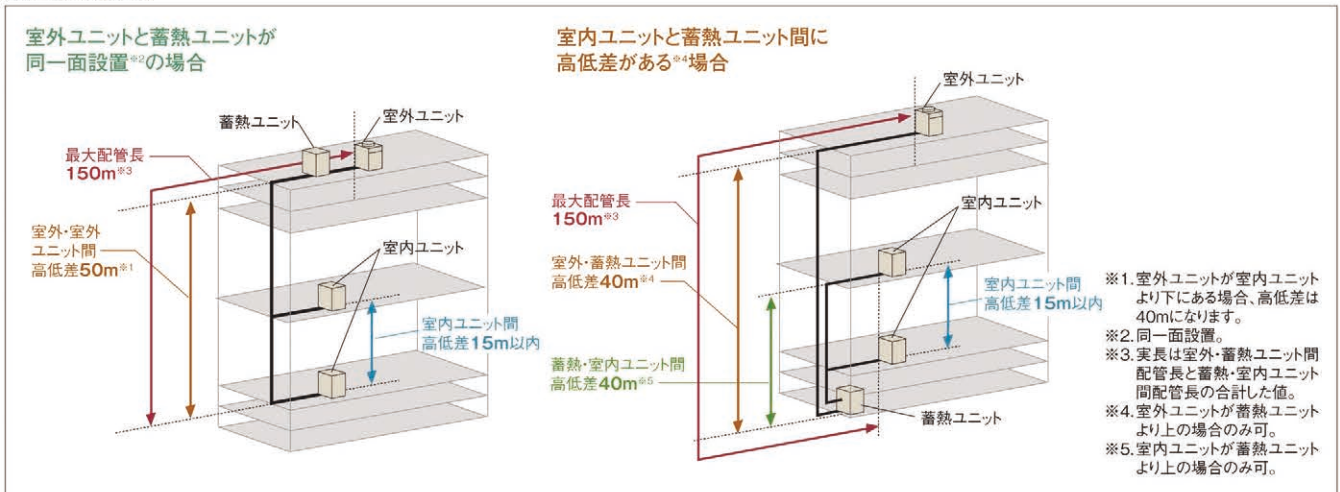 室外ユニットと蓄熱ユニットが
同一面設置※2の場合
蓄熱ユニット
室外ユニット
最大配管長
150m※3
室外・室外
ユニット間
高低差50m※1
室内ユニット
室内ユニット間
高低差15m以内
室内ユニットと蓄熱ユニット間に
高低差がある※4場合
室外ユニット
最大配管長
150m※3
室内ユニット
室外・蓄熱ユニット間
高低差40m※4
室内ユニット間
高低差15m以内
蓄熱・室内ユニット間
高低差40m※5
蓄熱ユニット
※1.室外ユニットが室内ユニット
より下にある場合、高低差は
40mになります。
※2.同一面設置。
※3.実長は室外・蓄熱ユニット間
配管長と蓄熱・室内ユニット
間配管長の合計した値。
※4.室外ユニットが蓄熱ユニット
より上の場合のみ可。
※5.室内ユニットが蓄熱ユニット
より上の場合のみ可。